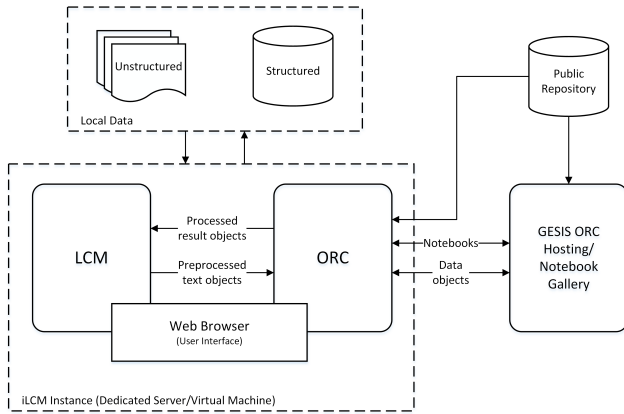 Unstructured
Structured
Local Data
Public
Repository
LCM
Processed
result objects
Preprocessed
text objects
ORC
Notebooks
Data
objects
GESIS ORC
Hosting/
Notebook
Gallery
Web Browser
(User Interface)
iLCM Instance (Dedicated Server/Virtual Machine)